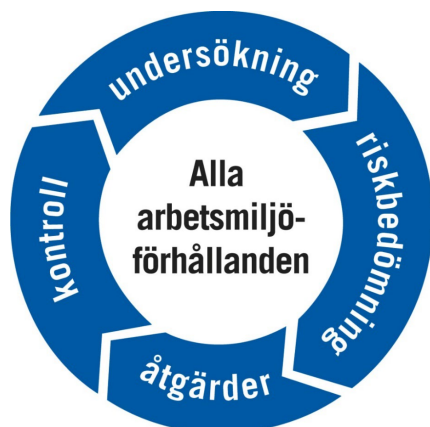 undersökning
riskbedömning
åtgärder
kontroll
Alla
arbetsmiljö-
förhållanden